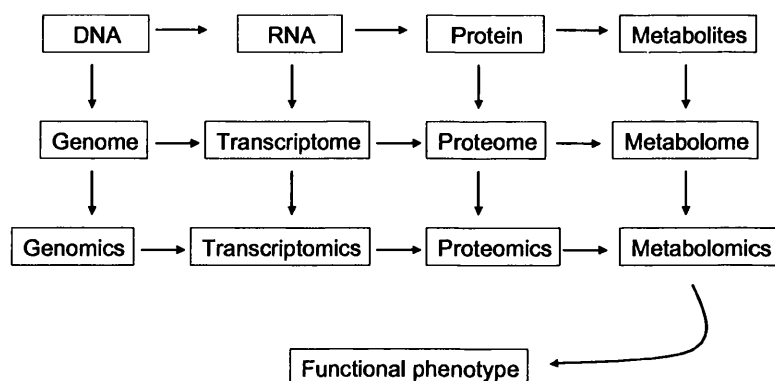 DNA RNA Protein Metabolites
Genome Transcriptome Proteome Metabolome
Genomics Transcriptomics Proteomics Metabolomics
Functional phenotype